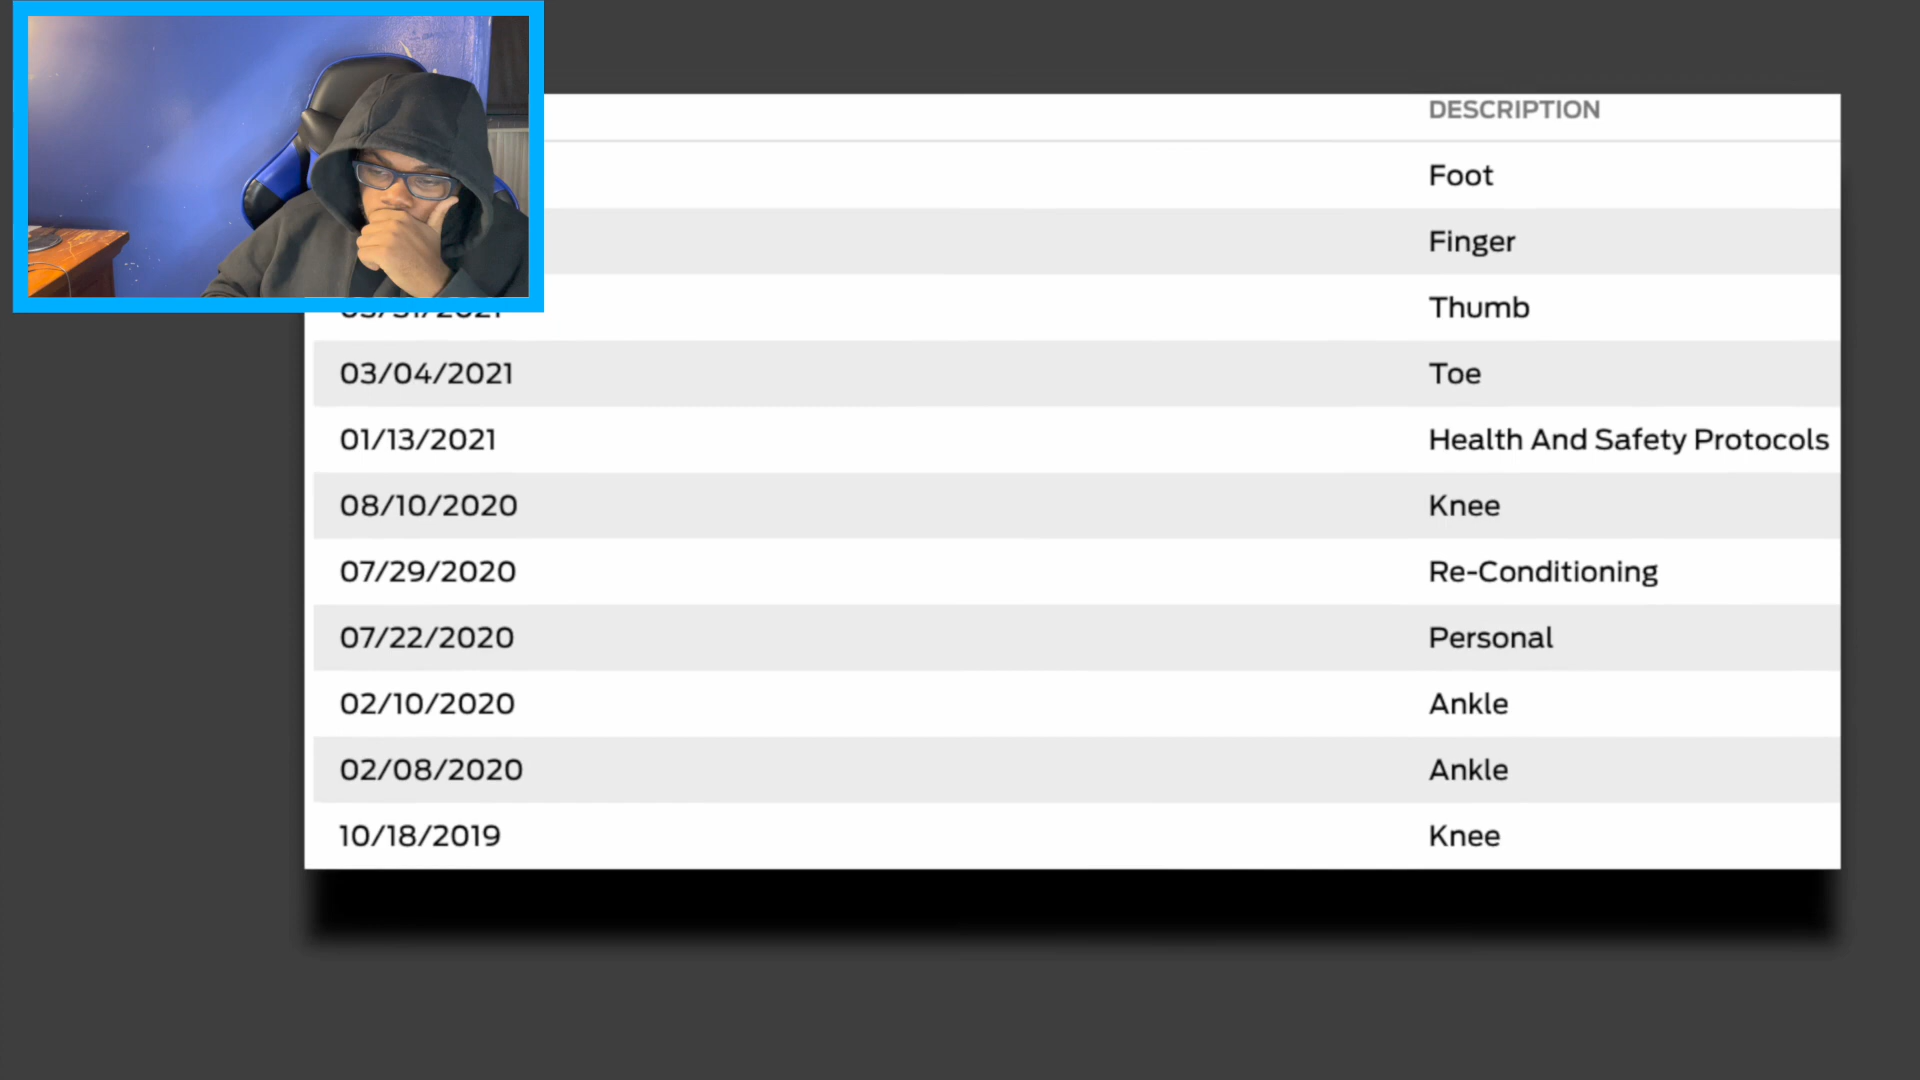 DESCRIPTION
Foot
Finger
Thumb
03/04/2021 Toe
01/13/2021 Health And Safety Protocols
08/10/2020 Knee
07/29/2020 Re-Conditioning
07/22/2020 Personal
02/10/2020 Ankle
02/08/2020 Ankle
10/18/2019 Knee